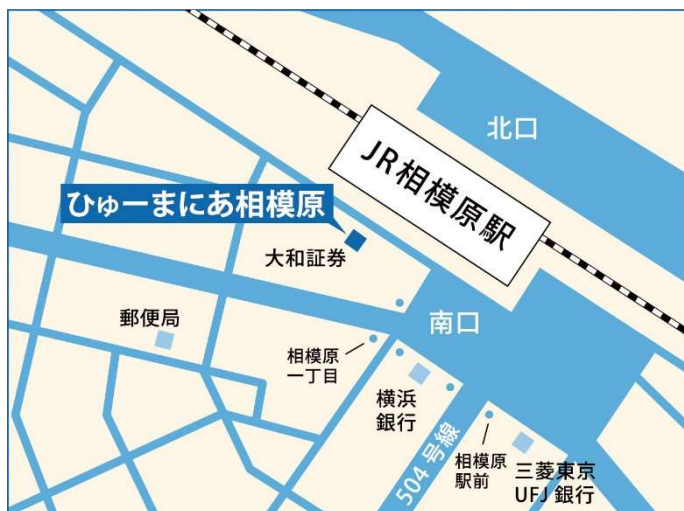 北口
JR相模原駅
ひゅーまにあ相模原
大和証券
南口
郵便局
相模原
一丁目
横浜
銀行
504号線
相模原
駅前
三菱東京
UFJ銀行